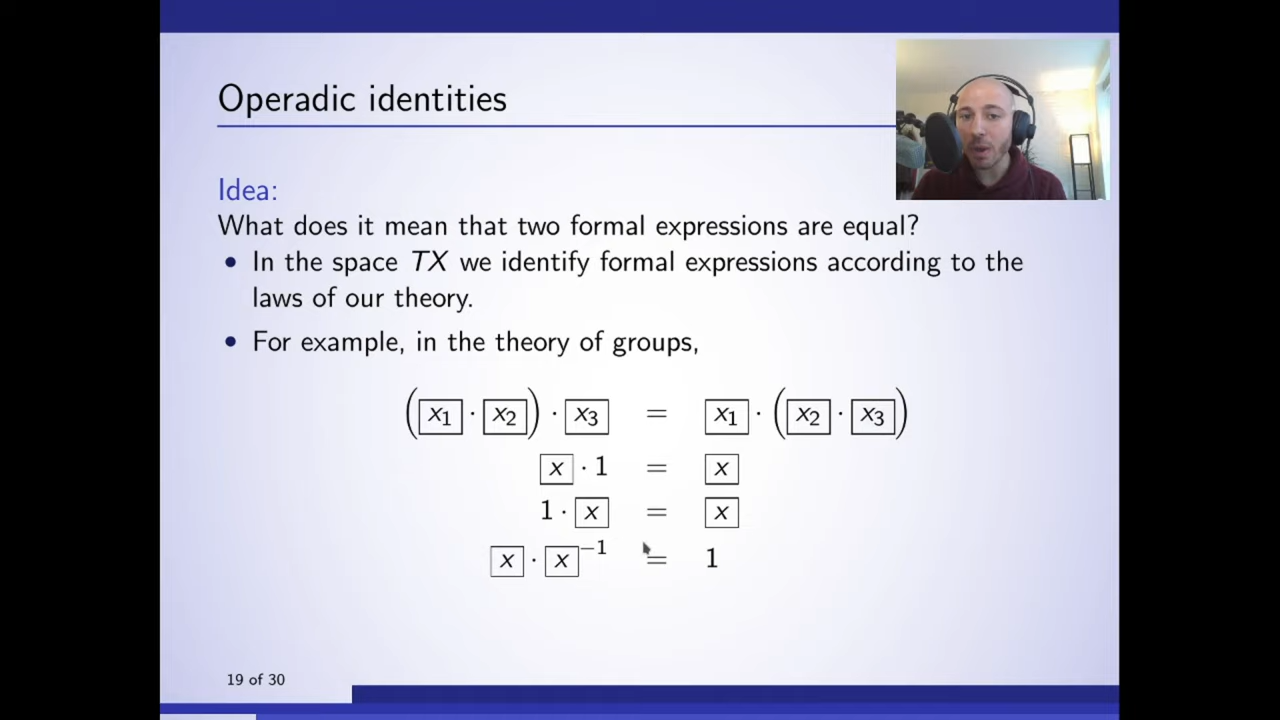 Operadic identities
Idea:
What does it mean that two formal expressions are equal?
• In the space TX we identify formal expressions according to the
laws of our theory.
• For example, in the theory of groups,
(x₁ · x₂) · x₃ = x₁ · (x₂ · x₃)
x · 1 = x
1 · x = x
x · x⁻¹ = 1
19 of 30